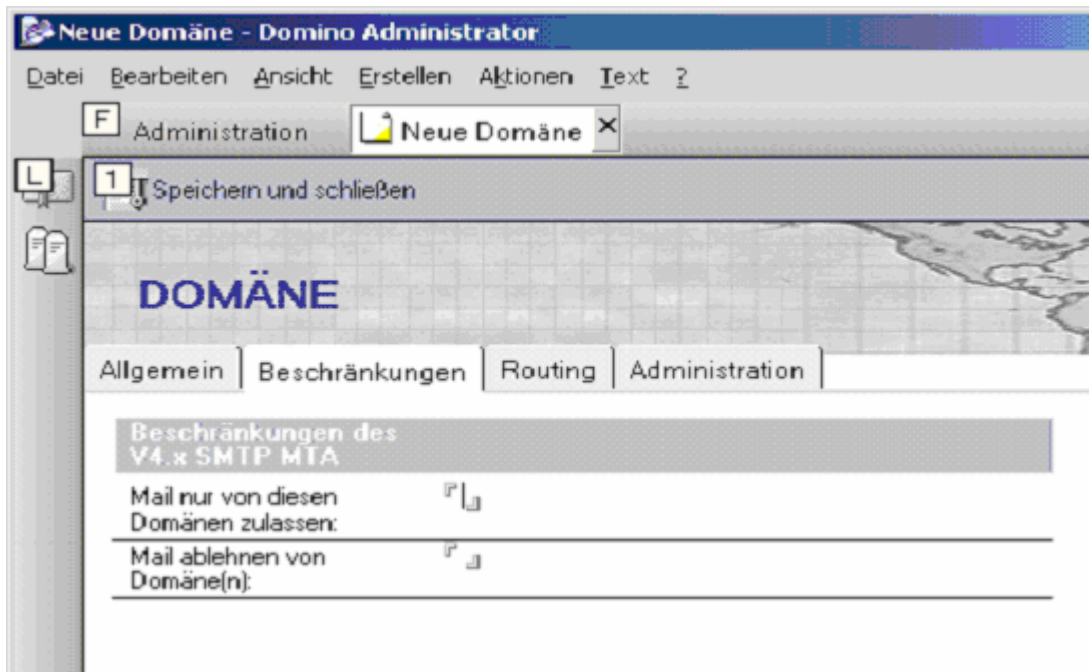 Neue Domäne - Domino Administrator
Datei Bearbeiten Ansicht Erstellen Aktionen Text ?
F Administration Neue Domäne
L 1 Speichern und schließen
DOMÄNE
Allgemein Beschränkungen Routing Administration
Beschränkungen des
V4.x SMTP MTA
Mail nur von diesen
Domänen zulassen:
Mail ablehnen von
Domäne(n):